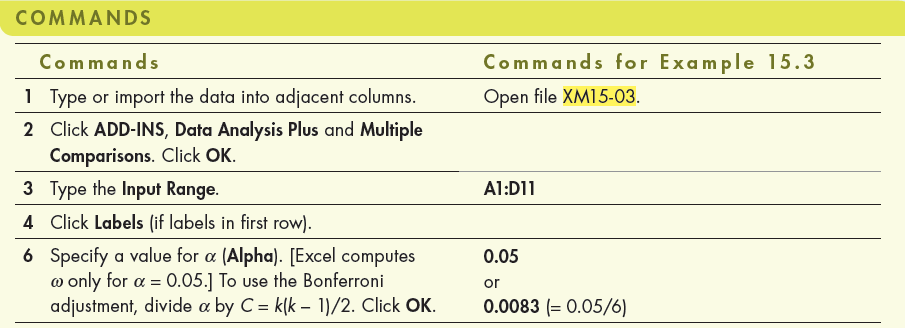 COMMANDS
Commands Commands for Example 15.3
1 Type or import the data into adjacent columns. Open file XM15-03.
2 Click ADD-INS, Data Analysis Plus and Multiple
Comparisons. Click OK.
3 Type the Input Range. A1:D11
4 Click Labels (if labels in first row).
6 Specify a value for α (Alpha). [Excel computes 0.05
ω only for α = 0.05.] To use the Bonferroni or
adjustment, divide α by C = k(k – 1)/2. Click OK. 0.0083 (= 0.05/6)